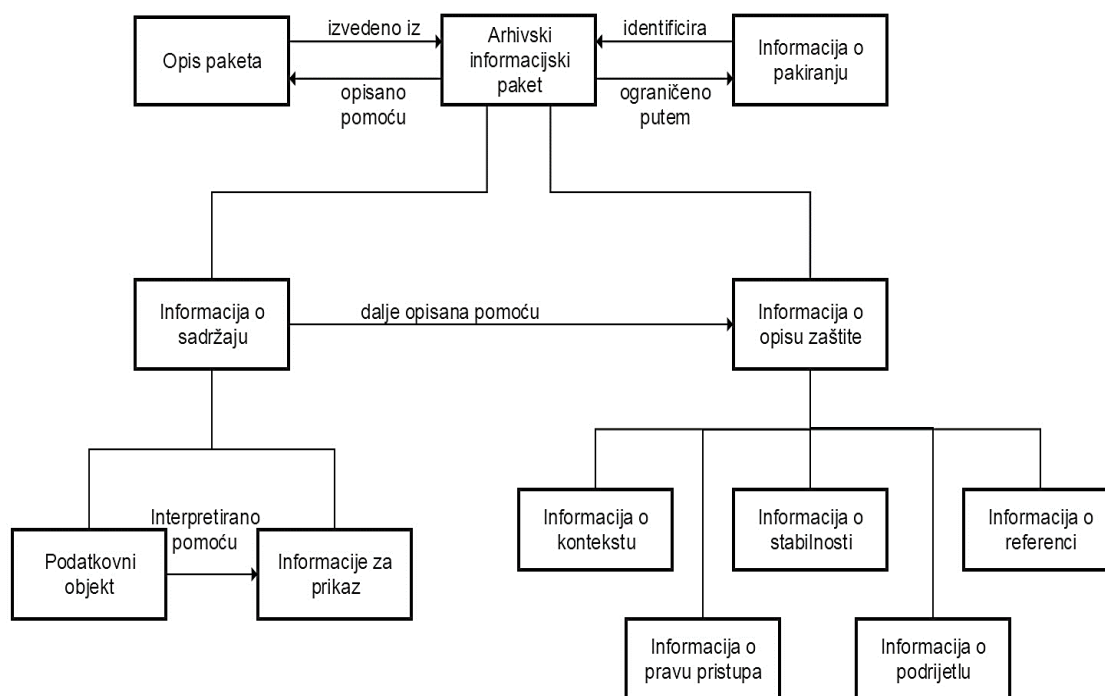 Opis paketa
izvedeno iz
opisano
pomoću
Arhivski
informacijski
paket
identificira
ograničeno
putem
Informacija o
pakiranju
Informacija o
sadržaju
dalje opisana pomoću
Informacija o
opisu zaštite
Podatkovni
objekt
Interpretirano
pomoću
Informacije za
prikaz
Informacija o
kontekstu
Informacija o
stabilnosti
Informacija o
referenci
Informacija o
pravu pristupa
Informacija o
podrijetlu